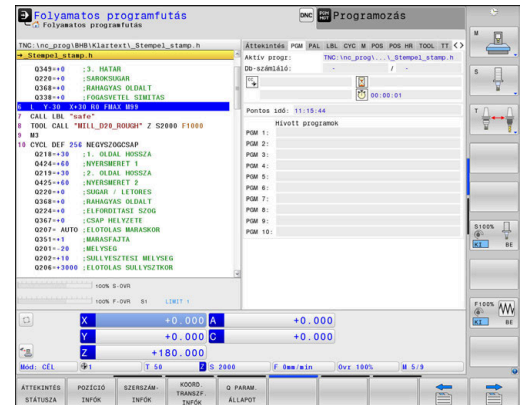 Folyamatos programfutás
Folyamatos programfutás
DNC
Programozás
TNC:\nc_prog\BHB\Klartext\_Stempel_stamp.h
→_Stempel_stamp.h
Q349=+0 ;3. HATAR
Q220=+0 ;SAROKSUGAR
Q368=+0 ;RAHAGYAS OLDALT
Q338=+0 ;FOGASVETEL SIMITAS
6 L Y-30 X+30 R0 FMAX M99
7 CALL LBL "safe"
8 TOOL CALL "MILL_D20_ROUGH" Z S2000 F1000
9 M3
10 CYCL DEF 256 NEGYSZOGCSAP
Q218=+30 ;1. OLDAL HOSSZA
Q424=+60 ;NYERSMERET 1
Q219=+30 ;2. OLDAL HOSSZA
Q425=+60 ;NYERSMERET 2
Q220=+0 ;SUGAR / LETORES
Q368=+0 ;RAHAGYAS OLDALT
Q224=+0 ;ELFORDITASI SZOG
Q367=+0 ;CSAP HELYZETE
Q207= AUTO ;ELOTOLAS MARASKOR
Q351=+1 ;MARASFAJTA
Q201=-20 ;MELYSEG
Q202=+10 ;SULLYESZTESI MELYSEG
Q206=+3000 ;ELOTOLAS SULLYSZTKOR
100% S-OVR
100% F-OVR S1 LIMIT 1
Áttekintés PGM PAL LBL CYC M POS POS HR TOOL TT
Aktív progr: TNC:\nc_prog\...\_Stempel_stamp.h
Db-számláló: - / -
00:00:01
Pontos idő: 11:15:44
Hívott programok
PGM 1:
PGM 2:
PGM 3:
PGM 4:
PGM 5:
PGM 6:
PGM 7:
PGM 8:
PGM 9:
PGM 10:
X +0.000 A +0.000
Y +0.000 C +0.000
Z +180.000
Mód: CÉL 1 T 50 Z S 2000 F 0mm/min Ovr 100% M 5/9
ÁTTEKINTÉS STÁTUSZA
POZÍCIÓ INFÓK
SZERSZÁM-INFÓK
KOORD. TRANSZF. INFÓK
Q PARAM. ÁLLAPOT
M
S
T
S100%
KI BE
F100%
KI BE